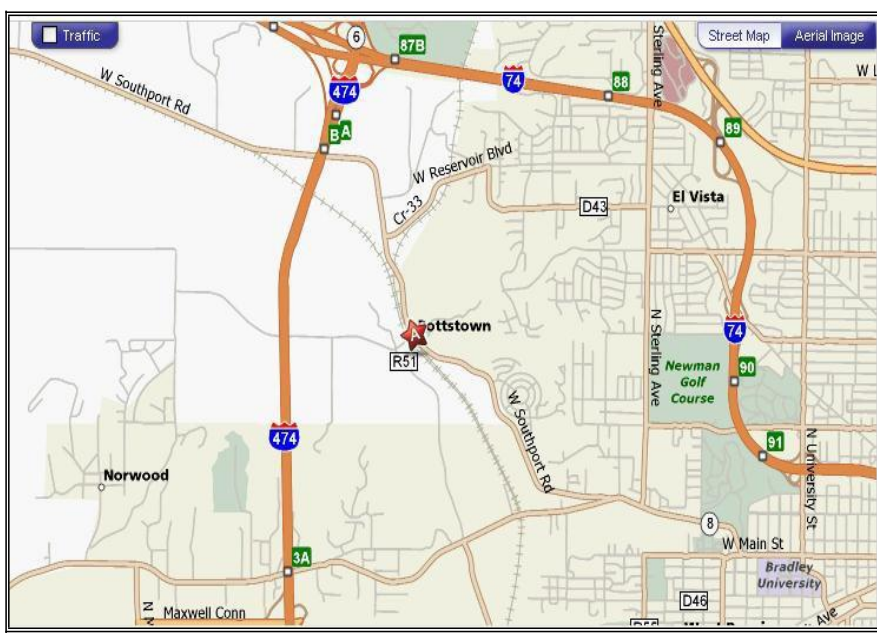 Traffic
Street Map
Aerial Image
6
87B
Sterling Ave
W Southport Rd
474
74
88
W L
B A
89
W Reservoir Blvd
Cr-33
D43
El Vista
Pottstown
R51
N Sterling Ave
74
Newman
Golf
Course
90
W Southport Rd
474
91
N University St
Norwood
8
W Main St
3A
Bradley
University
D46
Maxwell Conn
N N
Ave